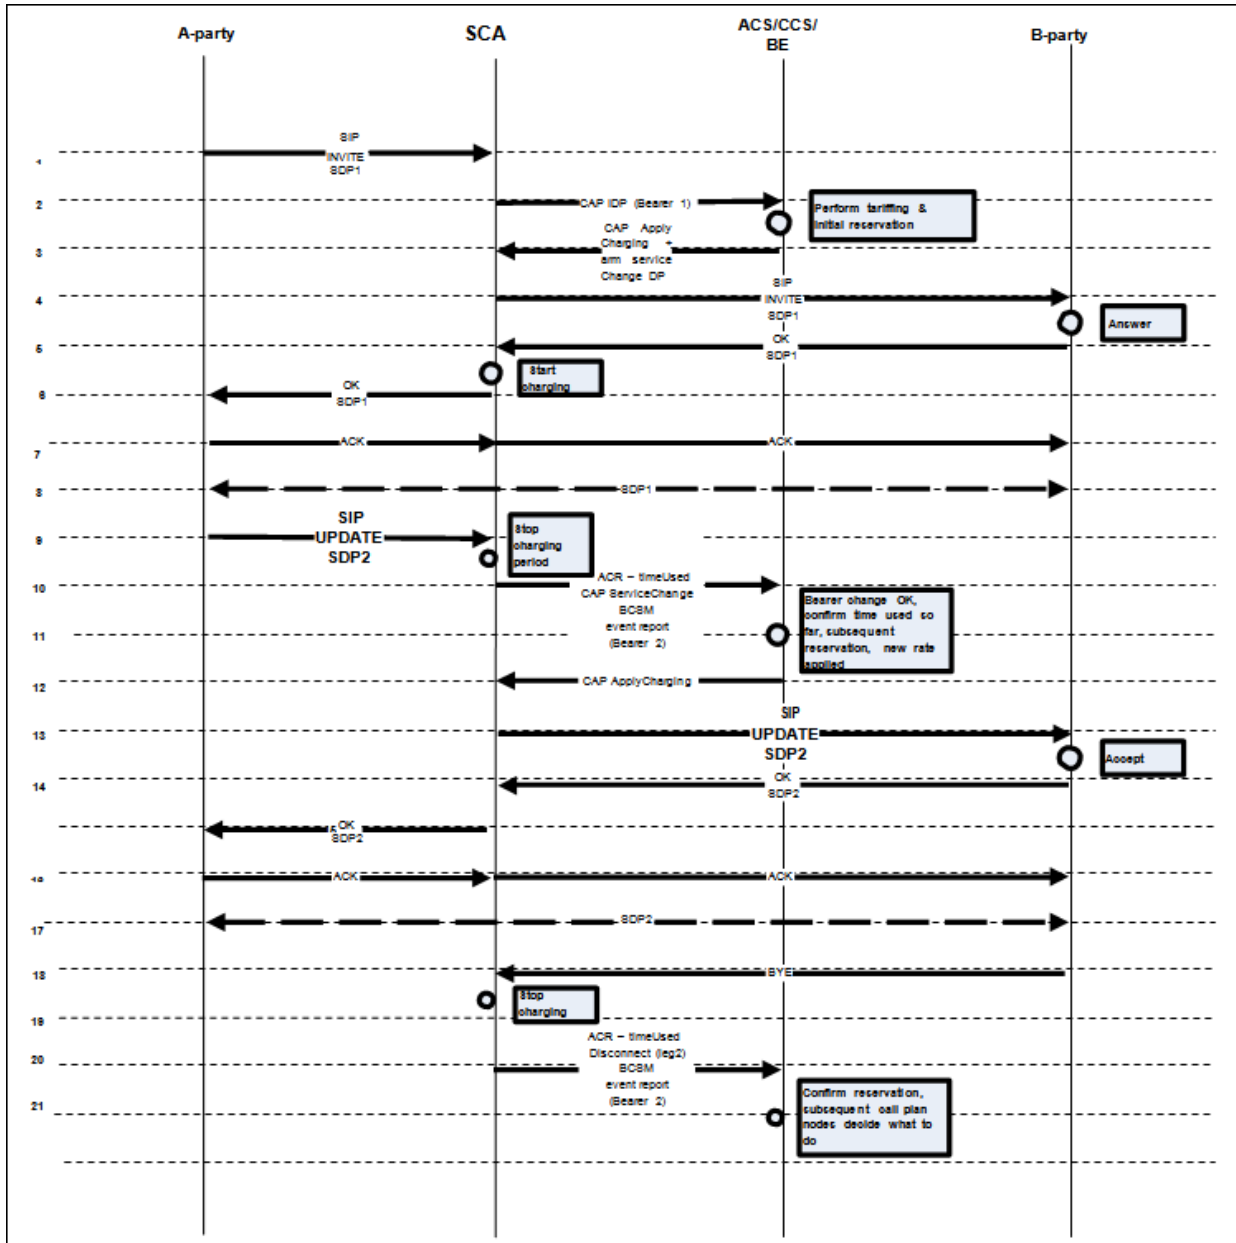 A-party
SCA
ACS/CCS/
BE
B-party
SIP
INVITE
SDP1
1
2
CAP IDP (Bearer 1)
Perform tariffing &
initial reservation
CAP Apply
Charging +
arm service
Change DP
3
4
SIP
INVITE
SDP1
Answer
5
OK
SDP1
Start
charging
6
OK
SDP1
7
ACK
ACK
8
SDP1
9
SIP
UPDATE
SDP2
Stop
charging
period
10
ACR – timeUsed
CAP ServiceChange
BCSM
event report
(Bearer 2)
11
Bearer change OK,
confirm time used so
far, subsequent
reservation, new rate
applied
12
CAP ApplyCharging
13
SIP
UPDATE
SDP2
Accept
14
OK
SDP2
OK
SDP2
ACK
ACK
17
SDP2
18
BYE
Stop
charging
19
20
ACR – timeUsed
Disconnect (leg2)
BCSM
event report
(Bearer 2)
21
Confirm reservation,
subsequent call plan
nodes decide what to
do